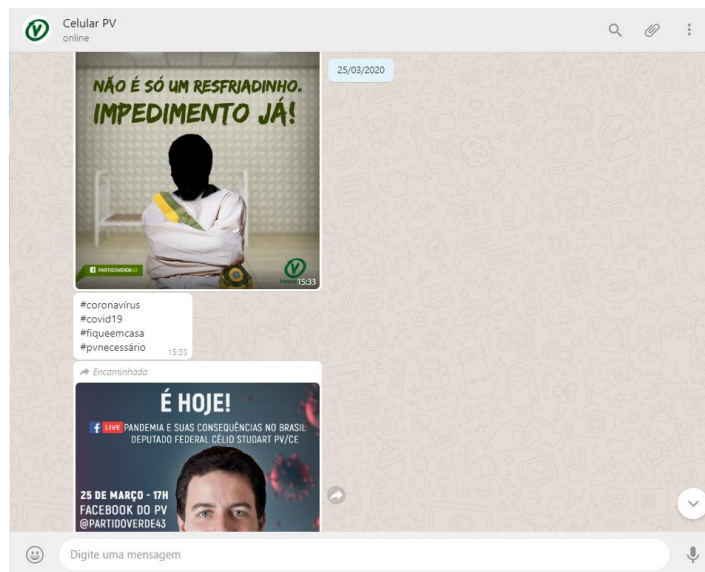 Celular PV
online
25/03/2020
NÃO É SÓ UM RESFRIADINHO.
IMPEDIMENTO JÁ!
PARTIDOVERDE43
15:33
#coronavírus
#covid19
#fiqueemcasa
#pvnecessário
15:33
Encaminhada
É HOJE!
LIVE PANDEMIA E SUAS CONSEQUÊNCIAS NO BRASIL
DEPUTADO FEDERAL CÉLIO STUDART PV/CE
25 DE MARÇO - 17H
FACEBOOK DO PV
@PARTIDOVERDE43
Digite uma mensagem